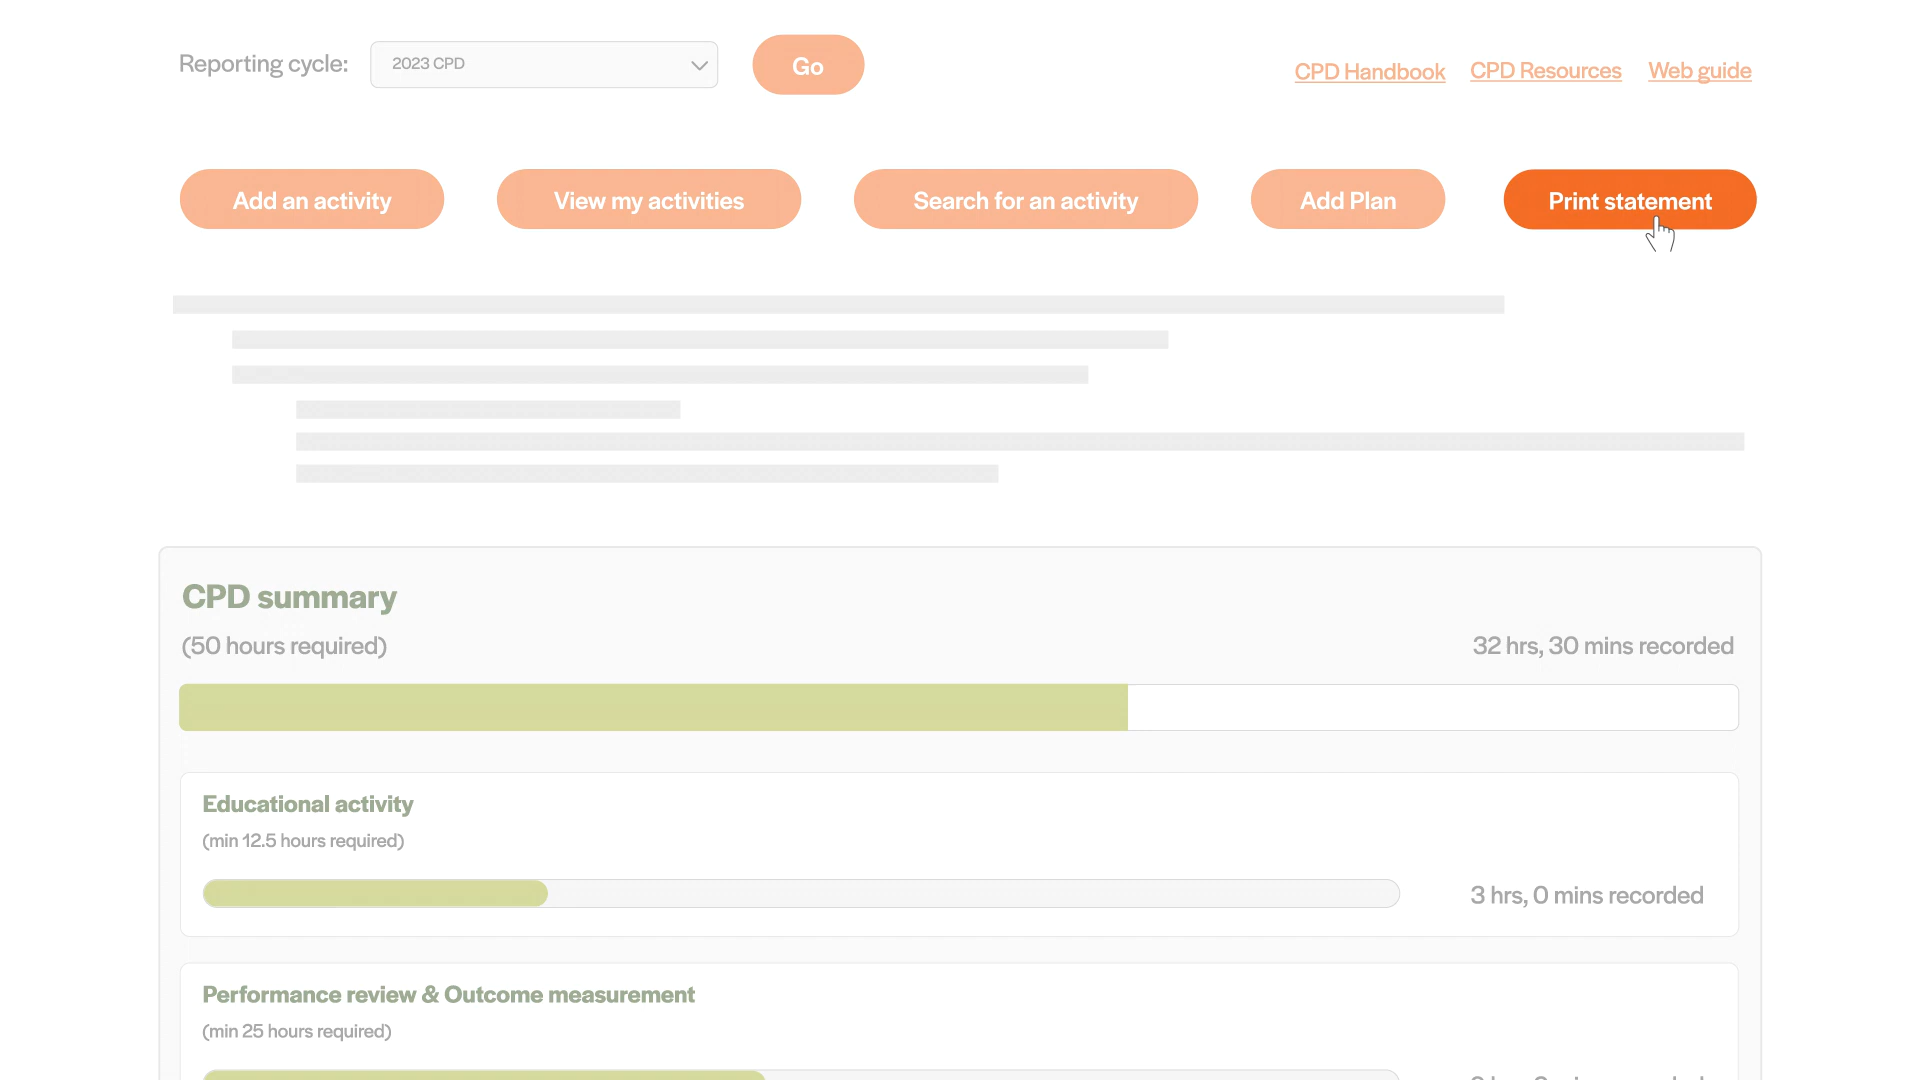 Reporting cycle:
2023 CPD
Go
CPD Handbook
CPD Resources
Web guide
Add an activity
View my activities
Search for an activity
Add Plan
Print statement
CPD summary
(50 hours required)
32 hrs, 30 mins recorded
Educational activity
(min 12.5 hours required)
3 hrs, 0 mins recorded
Performance review & Outcome measurement
(min 25 hours required)